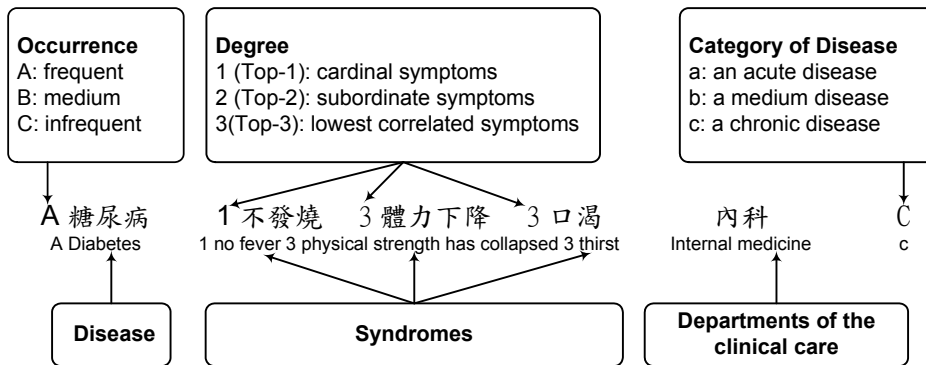 Occurrence
A: frequent
B: medium
C: infrequent
Degree
1 (Top-1): cardinal symptoms
2 (Top-2): subordinate symptoms
3(Top-3): lowest correlated symptoms
Category of Disease
a: an acute disease
b: a medium disease
c: a chronic disease
A 糖尿病 1 不發燒 3 體力下降 3 口渴 內科 C
A Diabetes 1 no fever 3 physical strength has collapsed 3 thirst Internal medicine c
Disease
Syndromes
Departments of the
clinical care